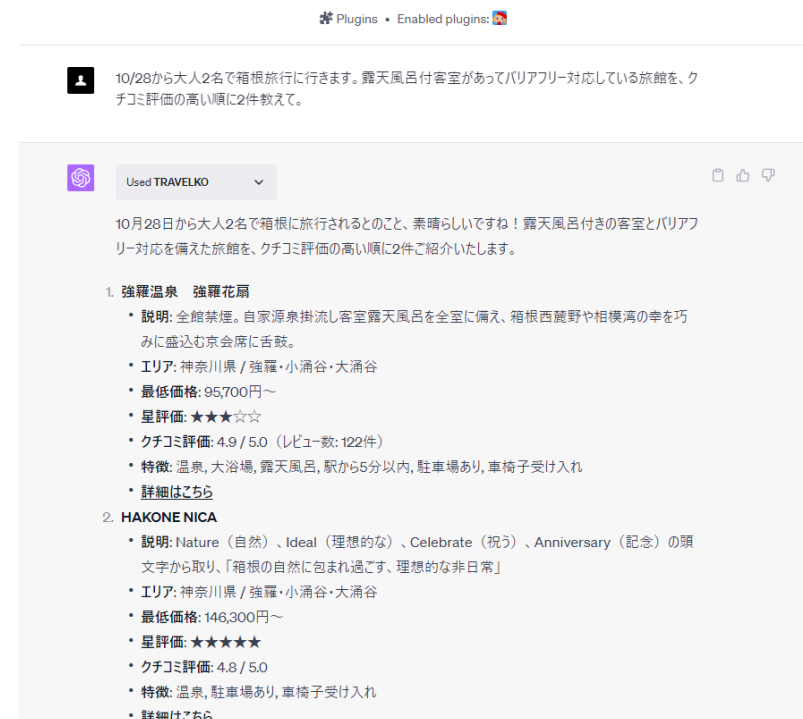 Plugins • Enabled plugins:
10/28から大人2名で箱根旅行に行きます。露天風呂付客室があってバリアフリー対応している旅館を、ク
チコミ評価の高い順に2件教えて。
Used TRAVELKO
10月28日から大人2名で箱根に旅行されるとのこと、素晴らしいですね！露天風呂付きの客室とバリアフ
リー対応を備えた旅館を、クチコミ評価の高い順に2件ご紹介いたします。
1. 強羅温泉　強羅花扇
• 説明: 全館禁煙。自家源泉掛流し客室露天風呂を全室に備え、箱根西麓野や相模湾の幸を巧
みに盛込む京会席に舌鼓。
• エリア: 神奈川県 / 強羅・小涌谷・大涌谷
• 最低価格: 95,700円～
• 星評価: ★★★☆☆
• クチコミ評価: 4.9 / 5.0（レビュー数: 122件）
• 特徴: 温泉, 大浴場, 露天風呂, 駅から5分以内, 駐車場あり, 車椅子受け入れ
• 詳細はこちら
2. HAKONE NICA
• 説明: Nature（自然）、Ideal（理想的な）、Celebrate（祝う）、Anniversary（記念）の頭
文字から取り、「箱根の自然に包まれ過ごす、理想的な非日常」
• エリア: 神奈川県 / 強羅・小涌谷・大涌谷
• 最低価格: 146,300円～
• 星評価: ★★★★★
• クチコミ評価: 4.8 / 5.0
• 特徴: 温泉, 駐車場あり, 車椅子受け入れ
• 詳細はこちら